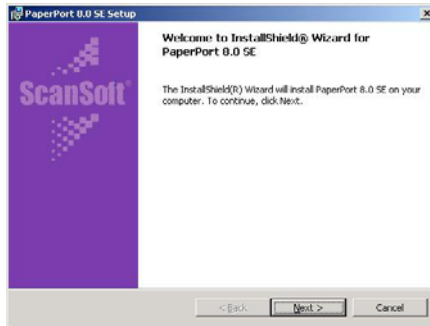 PaperPort 8.0 SE Setup
Welcome to InstallShield® Wizard for
PaperPort 8.0 SE
ScanSoft®
The InstallShield(R) Wizard will install PaperPort 8.0 SE on your
computer. To continue, click Next.
< Back
Next >
Cancel